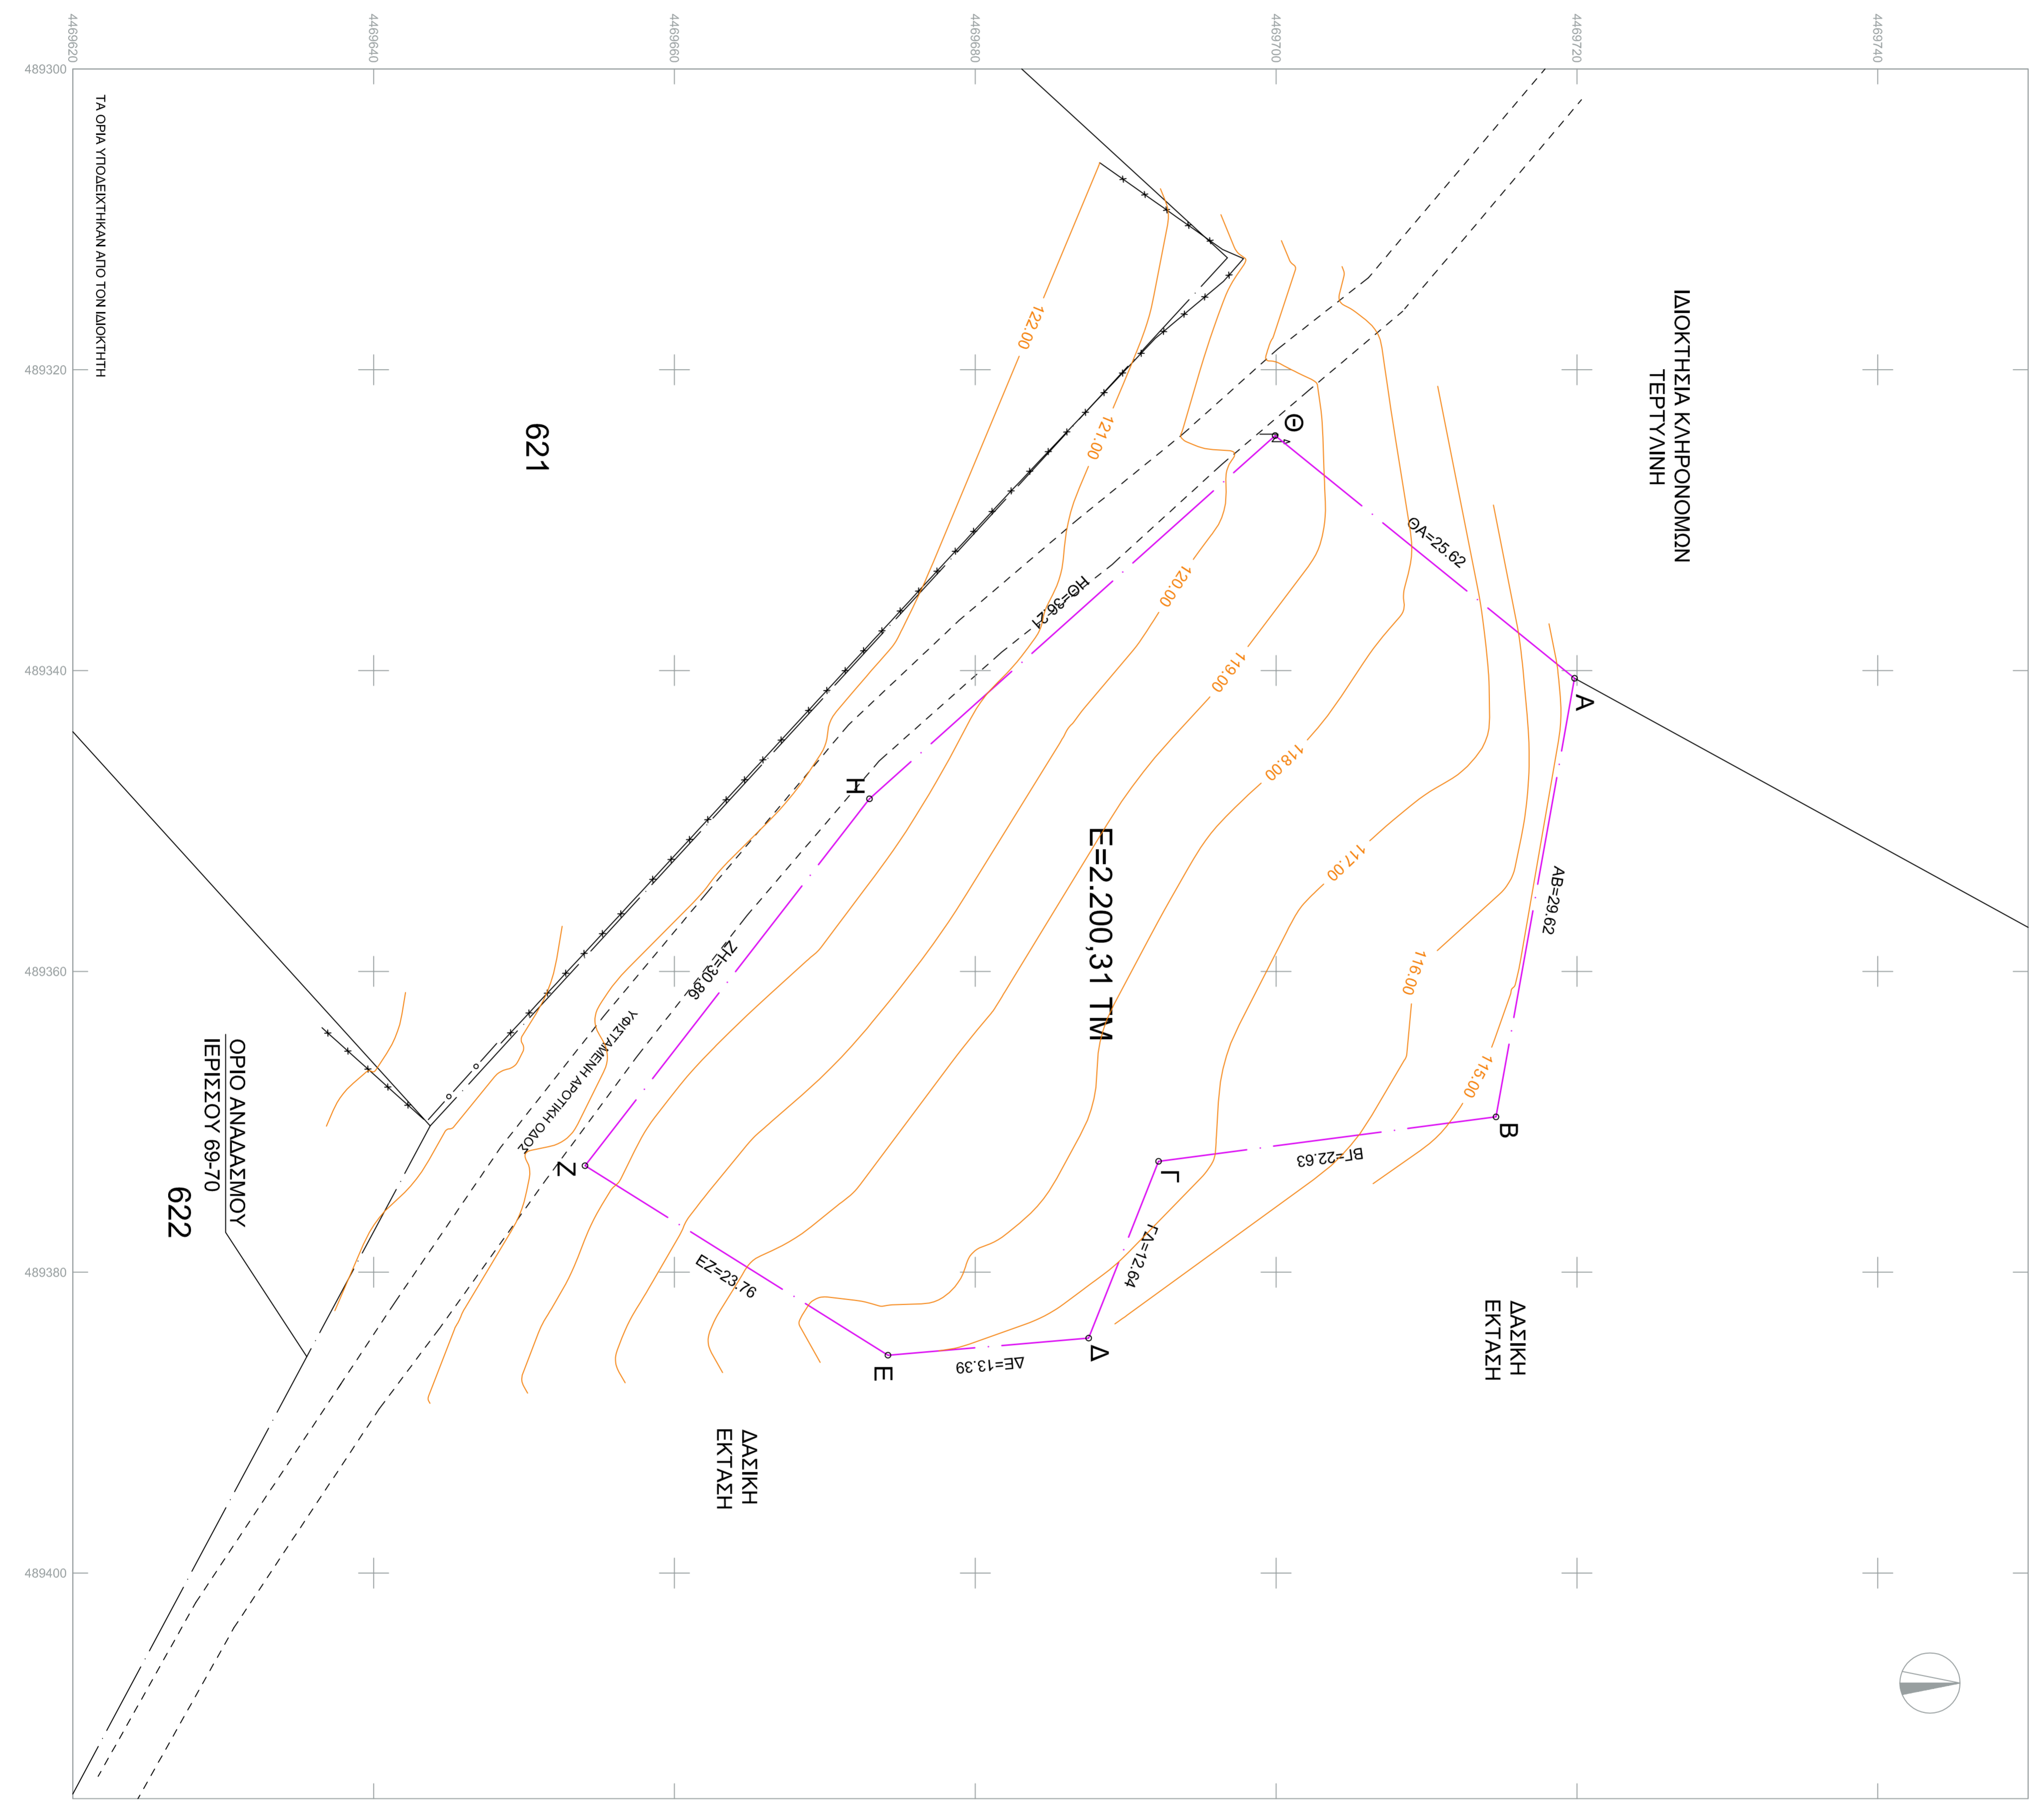 4469620
4469640
4469660
4469680
4469700
4469720
4469740
489300
489320
489340
489360
489380
489400
ΤΑ ΟΡΙΑ ΥΠΟΔΕΙΧΤΗΚΑΝ ΑΠΟ ΤΟΝ ΙΔΙΟΚΤΗΤΗ
ΙΔΙΟΚΤΗΣΙΑ ΚΛΗΡΟΝΟΜΩΝ
ΤΕΡΤΥΛΙΝΗ
621
622
ΟΡΙΟ ΑΝΑΔΑΣΜΟΥ
ΙΕΡΙΣΣΟΥ 69-70
ΥΦΙΣΤΑΜΕΝΗ ΑΡΟΤΙΚΗ ΟΔΟΣ
Ε=2.200,31 ΤΜ
Θ
Α
Β
Γ
Δ
Ε
Ζ
Η
ΘΑ=25.62
ΑΒ=29.62
ΒΓ=22.63
ΓΔ=12.64
ΔΕ=13.39
ΕΖ=23.76
ΖΗ=30.86
ΗΘ=36.21
122.00
121.00
120.00
119.00
118.00
117.00
116.00
115.00
ΔΑΣΙΚΗ
ΕΚΤΑΣΗ
ΔΑΣΙΚΗ
ΕΚΤΑΣΗ